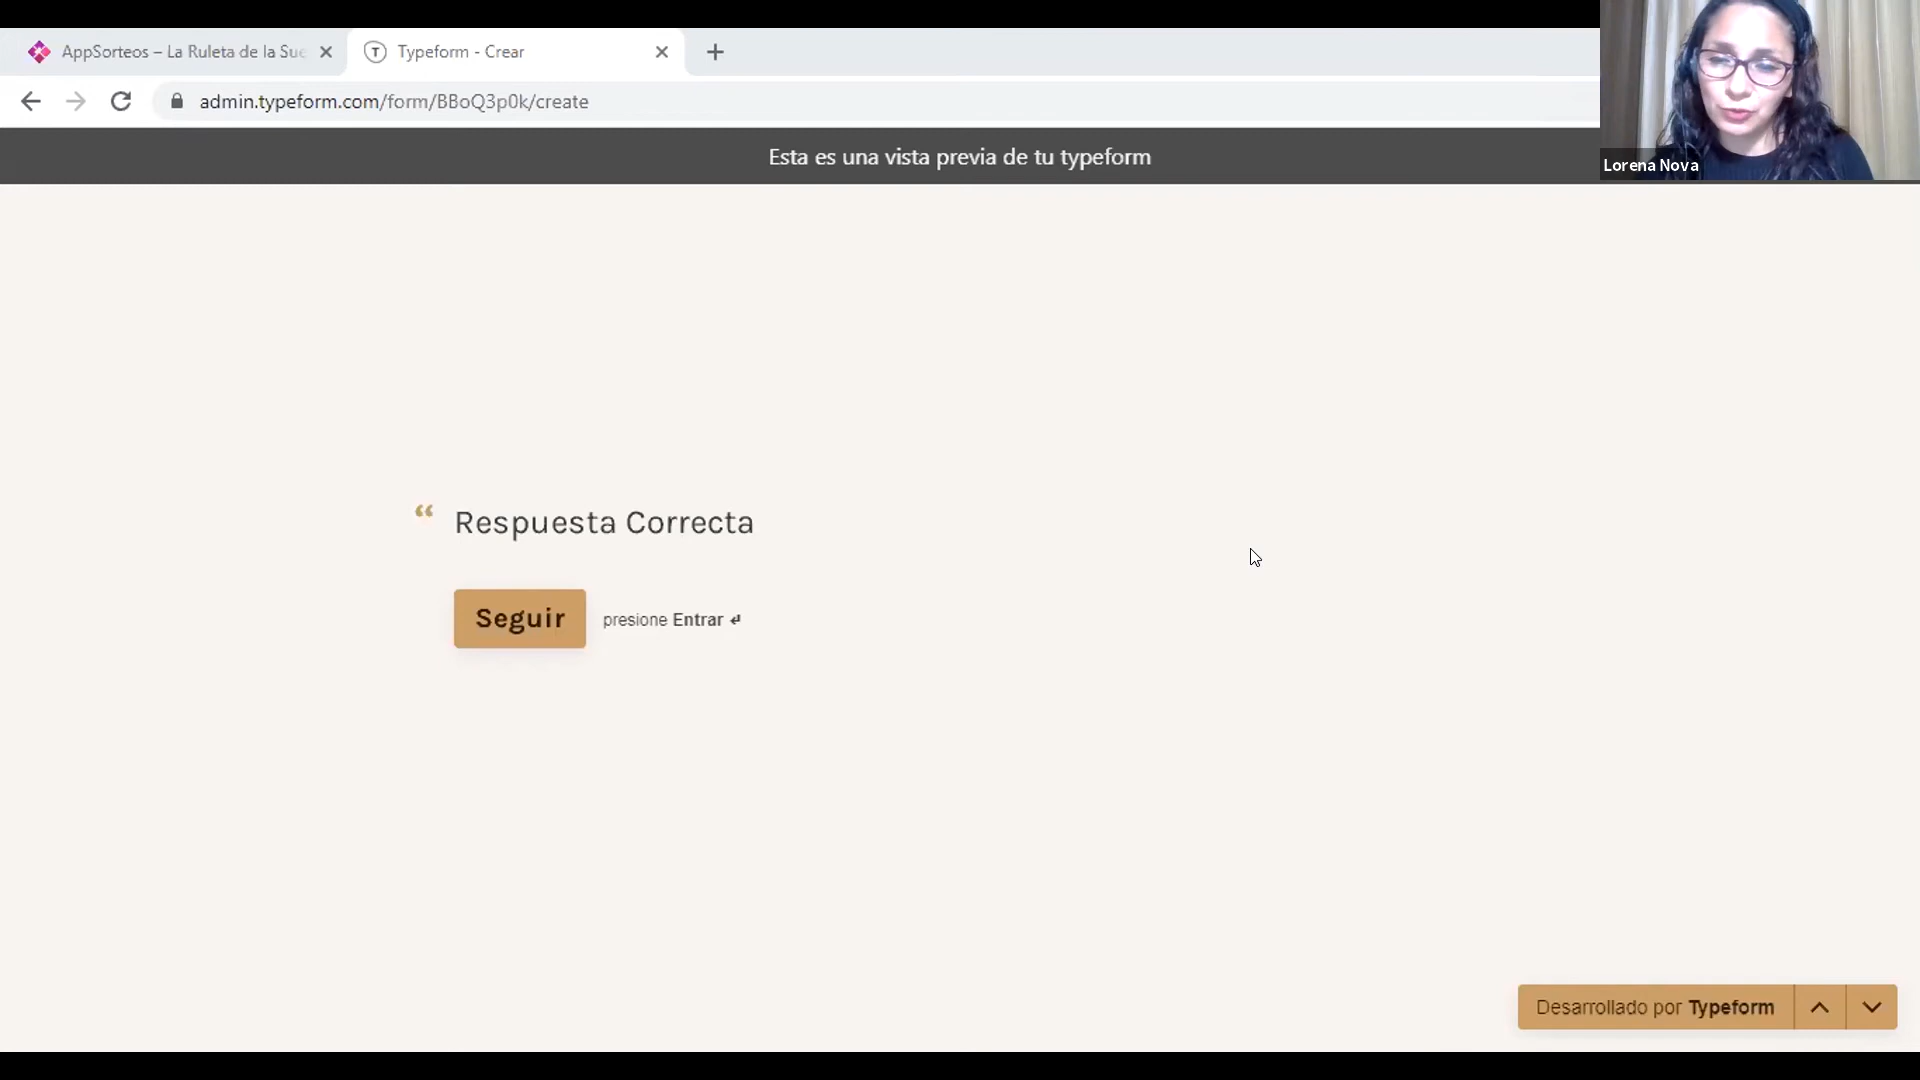 AppSorteos – La Ruleta de la Sue
Typeform - Crear
admin.typeform.com/form/BBoQ3p0k/create
Esta es una vista previa de tu typeform
Lorena Nova
“ Respuesta Correcta
Seguir
presione Entrar ↵
Desarrollado por Typeform